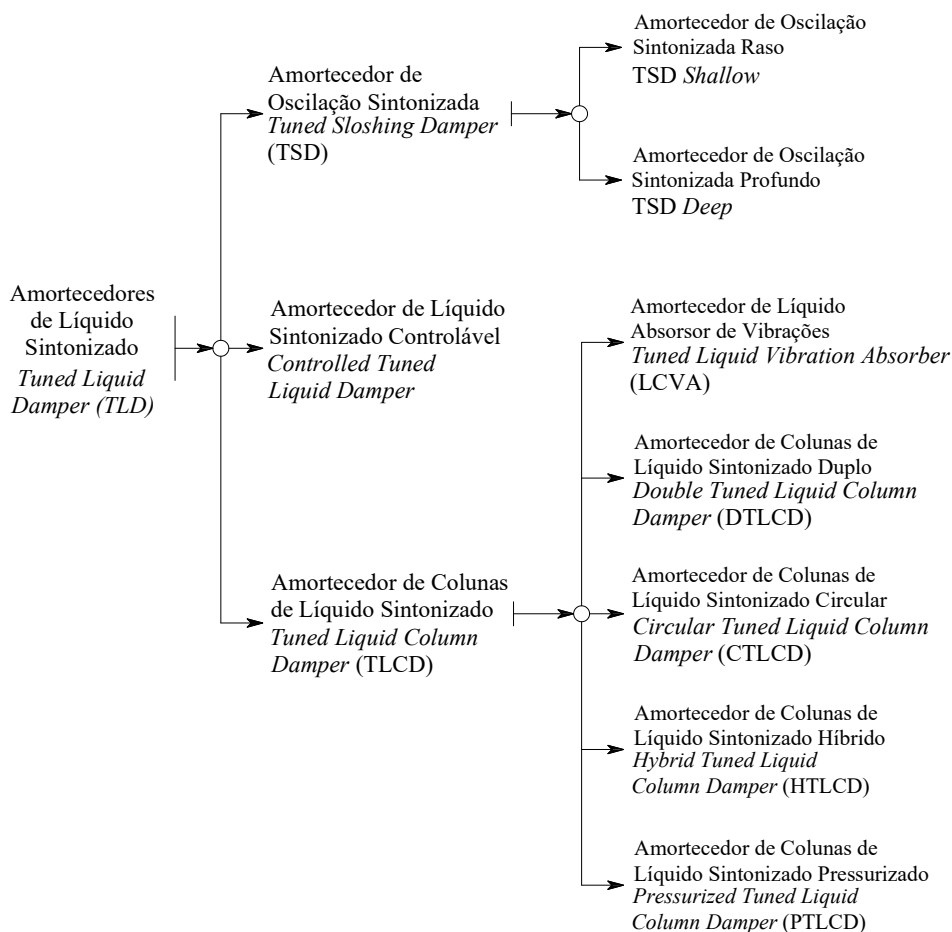 Amortecedores
de Líquido
Sintonizado
Tuned Liquid
Damper (TLD)
Amortecedor de
Oscilação Sintonizada
Tuned Sloshing Damper
(TSD)
Amortecedor de Oscilação
Sintonizada Raso
TSD Shallow
Amortecedor de Oscilação
Sintonizada Profundo
TSD Deep
Amortecedor de Líquido
Sintonizado Controlável
Controlled Tuned
Liquid Damper
Amortecedor de Colunas
de Líquido Sintonizado
Tuned Liquid Column
Damper (TLCD)
Amortecedor de Líquido
Absorsor de Vibrações
Tuned Liquid Vibration Absorber
(LCVA)
Amortecedor de Colunas de
Líquido Sintonizado Duplo
Double Tuned Liquid Column
Damper (DTLCD)
Amortecedor de Colunas de
Líquido Sintonizado Circular
Circular Tuned Liquid Column
Damper (CTLCD)
Amortecedor de Colunas de
Líquido Sintonizado Híbrido
Hybrid Tuned Liquid
Column Damper (HTLCD)
Amortecedor de Colunas de
Líquido Sintonizado Pressurizado
Pressurized Tuned Liquid
Column Damper (PTLCD)